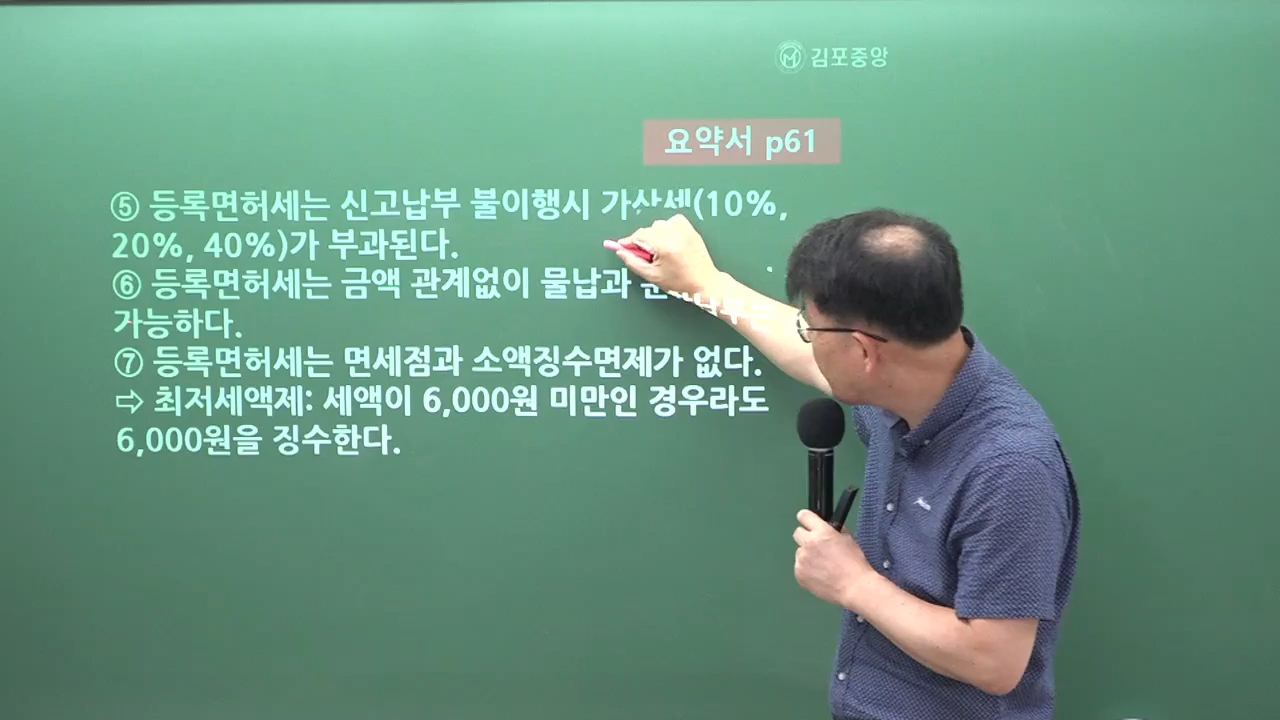 김포중앙
요약서 p61
⑤ 등록면허세는 신고납부 불이행시 가산세(10%,
20%, 40%)가 부과된다.
⑥ 등록면허세는 금액 관계없이 물납과
가능하다.
⑦ 등록면허세는 면세점과 소액징수면제가 없다.
⇨ 최저세액제: 세액이 6,000원 미만인 경우라도
6,000원을 징수한다.